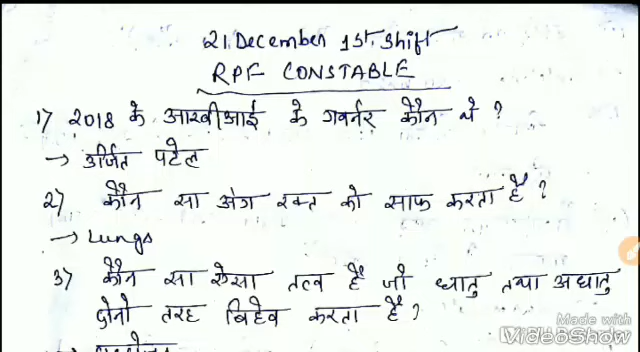 21 December 1st Shift
RPF CONSTABLE
1) 2018 के आरबीआई के गवर्नर कौन थे ?
→ उर्जित पटेल
2) कौन सा अंग रक्त को साफ करता है ?
→ Lungs
3) कौन सा ऐसा तत्व है जो धातु तथा अधातु
दोनो तरह बिहेव करता है ?
Made with
VideoShow